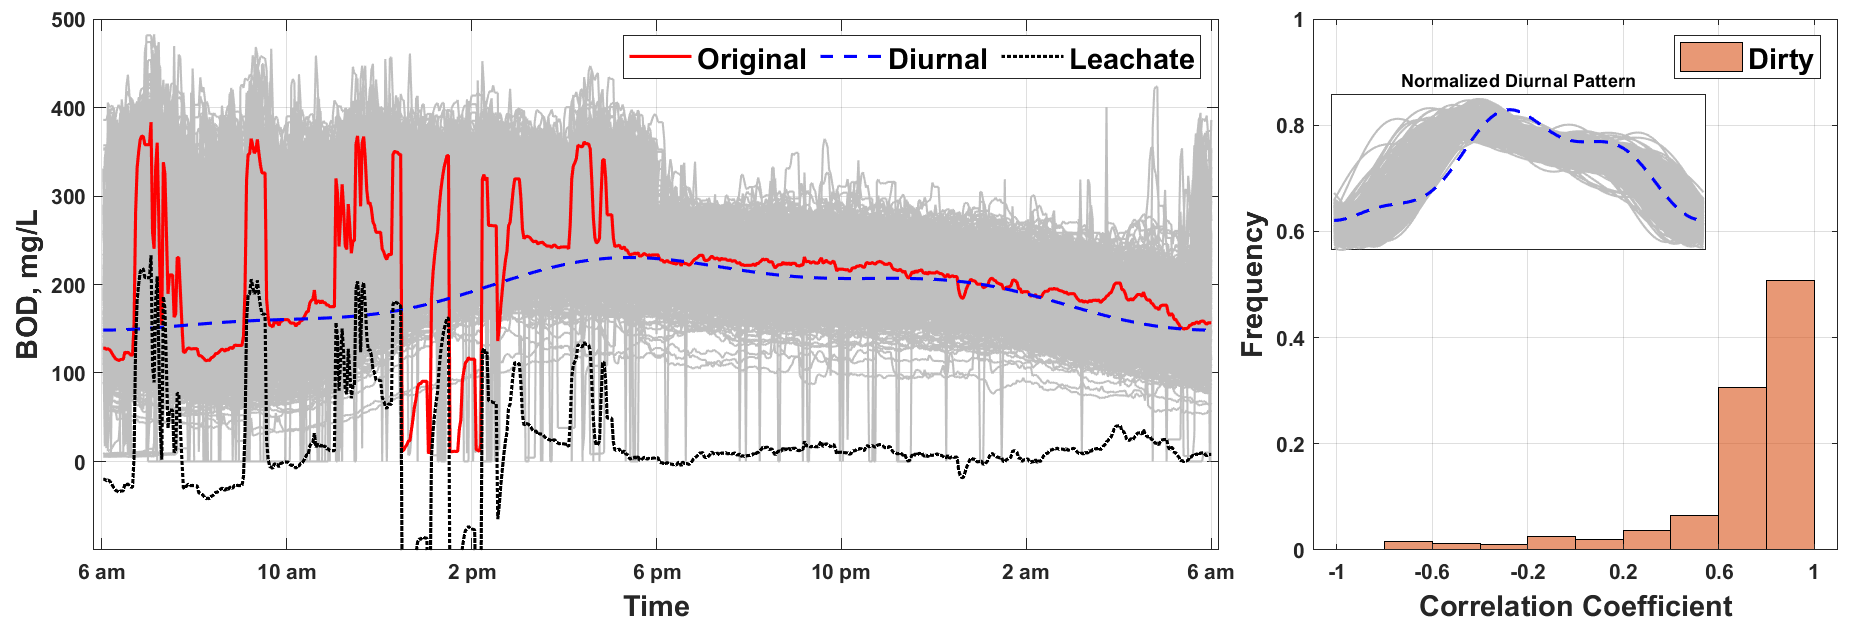 500
400
300
200
100
0
BOD, mg/L
Original Diurnal Leachate
6 am 10 am 2 pm 6 pm 10 pm 2 am 6 am
Time
1
0.8
0.6
0.4
0.2
0
Frequency
Dirty
Normalized Diurnal Pattern
-1 -0.6 -0.2 0.2 0.6 1
Correlation Coefficient